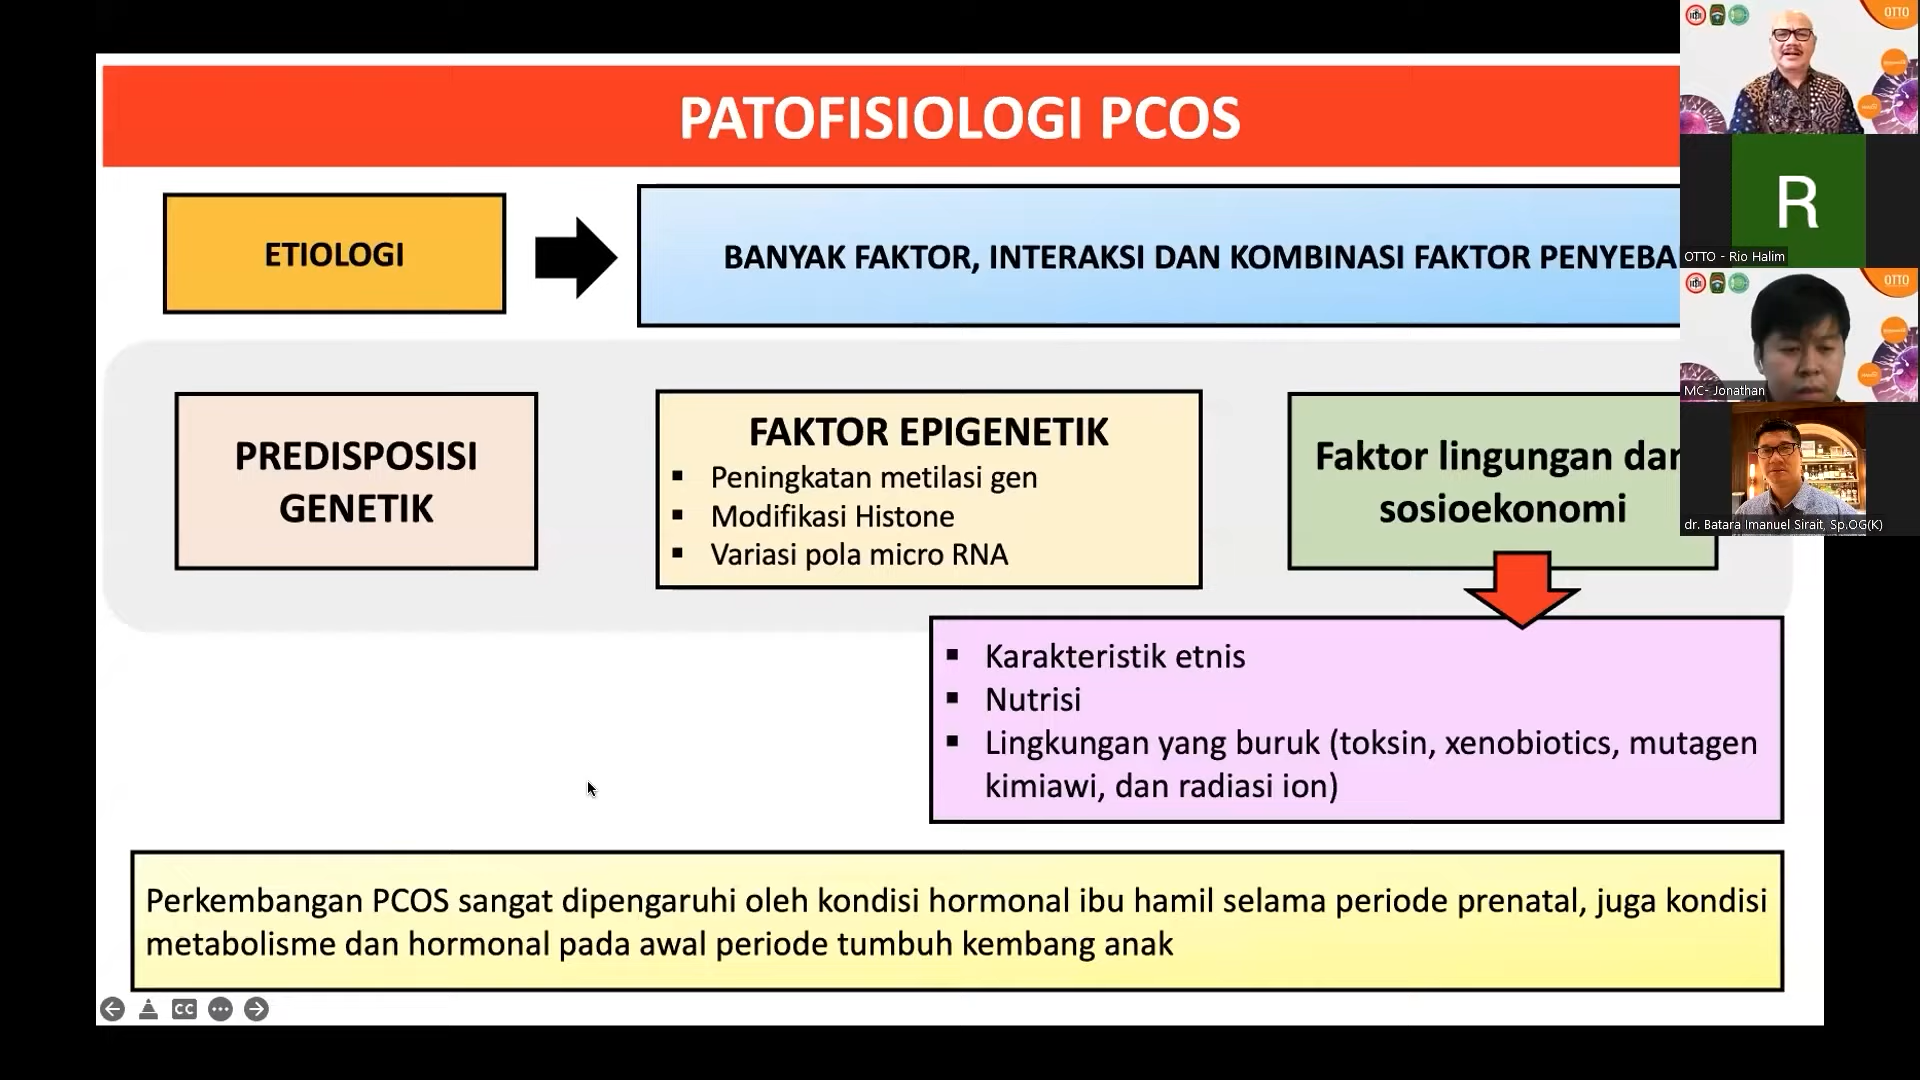 PATOFISIOLOGI PCOS
ETIOLOGI
BANYAK FAKTOR, INTERAKSI DAN KOMBINASI FAKTOR PENYEBA
PREDISPOSISI
GENETIK
FAKTOR EPIGENETIK
▪ Peningkatan metilasi gen
▪ Modifikasi Histone
▪ Variasi pola micro RNA
Faktor lingungan dan
sosioekonomi
▪ Karakteristik etnis
▪ Nutrisi
▪ Lingkungan yang buruk (toksin, xenobiotics, mutagen
kimiawi, dan radiasi ion)
Perkembangan PCOS sangat dipengaruhi oleh kondisi hormonal ibu hamil selama periode prenatal, juga kondisi
metabolisme dan hormonal pada awal periode tumbuh kembang anak
CC
OTTO
R
OTTO - Rio Halim
OTTO
MC- Jonathan
dr. Batara Imanuel Sirait, Sp.OG(K)